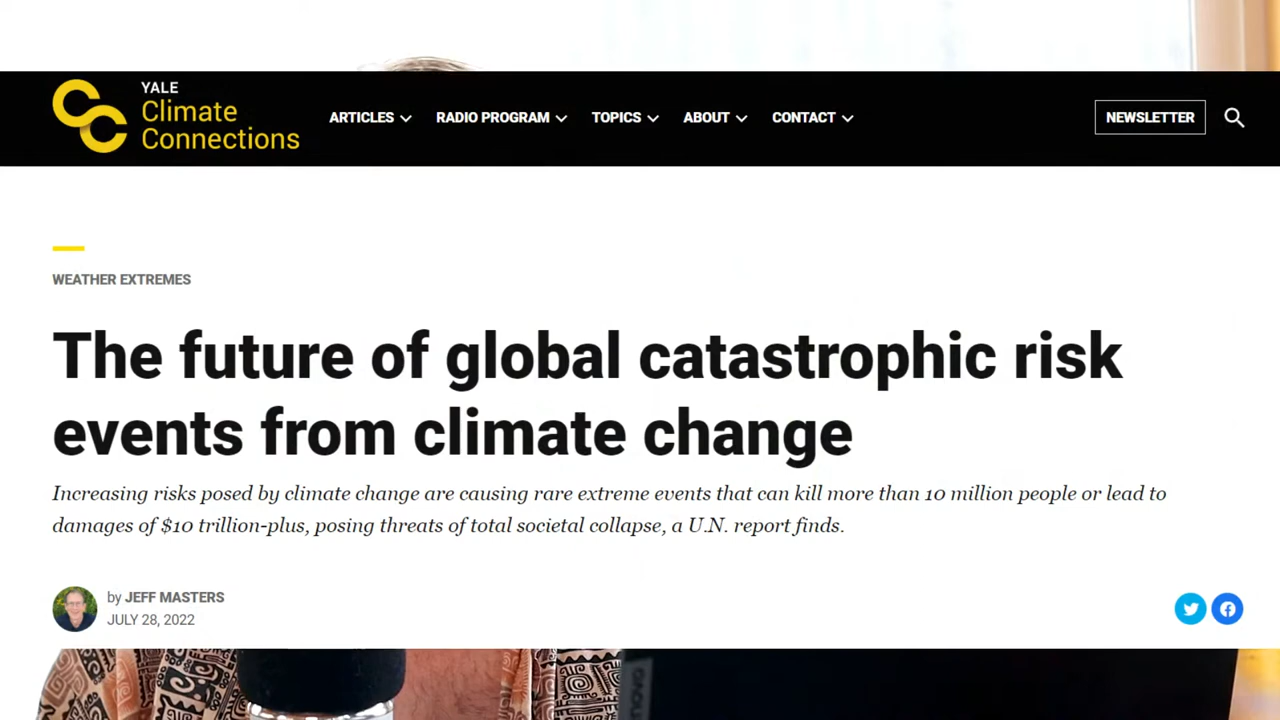 YALE
Climate
Connections
ARTICLES
RADIO PROGRAM
TOPICS
ABOUT
CONTACT
NEWSLETTER
WEATHER EXTREMES
The future of global catastrophic risk
events from climate change
Increasing risks posed by climate change are causing rare extreme events that can kill more than 10 million people or lead to
damages of $10 trillion-plus, posing threats of total societal collapse, a U.N. report finds.
by JEFF MASTERS
JULY 28, 2022